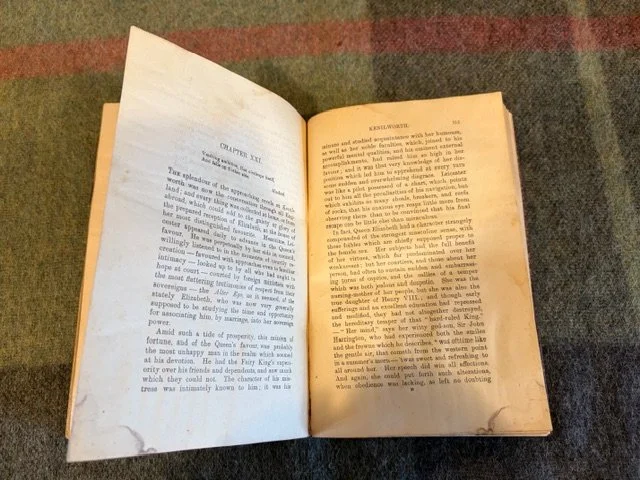 CHAPTER XXI.
Vaulting ambition that o'erleaps itself,
And falls on t'other side.
Macbeth
THE splendour of the approaching revels at Kenil-
worth was now the conversation through all Eng-
land; and every thing was collected at home, or from
abroad, which could add to the gaiety or glory of
the prepared reception of Elizabeth, at the house of
her most distinguished favourite. Meantime, Lei-
cester appeared daily to advance in the Queen's
favour. He was perpetually by her side in council,
willingly listened to in the moments of courtly re-
creation — favoured with approaches even to familiar
intimacy — looked up to by all who had aught to
hope at court — courted by foreign ministers with
the most flattering testimonies of respect from their
sovereigns — the Alter Ego, as it seemed, of the
stately Elizabeth, who was now very generally
supposed to be studying the time and opportunity
for associating him, by marriage, into her sovereign
power.
Amid such a tide of prosperity, this minion of
fortune, and of the Queen's favour, was probably
the most unhappy man in the realm which seemed
at his devotion. He had the Fairy King's superi-
ority over his friends and dependents, and saw much
which they could not. The character of his mis-
tress was intimately known to him; it was his
KENILWORTH.
minute and studied acquaintance with her humours,
as well as her noble faculties, which, joined to his
powerful mental qualities, and his eminent external
accomplishments, had raised him so high in her
favour; and it was that very knowledge of her dis-
position which led him to apprehend at every turn
some sudden and overwhelming disgrace. Leicester
was like a pilot possessed of a chart, which points
out to him all the peculiarities of his navigation, but
which exhibits so many shoals, breakers, and reefs
of rocks, that his anxious eye reaps little more from
observing them than to be convinced that his final
escape can be little else than miraculous.
In fact, Queen Elizabeth had a character strangely
compounded of the strongest masculine sense, with
those foibles which are chiefly supposed proper to
the female sex. Her subjects had the full benefit
of her virtues, which far predominated over her
weaknesses; but her courtiers, and those about her
person, had often to sustain sudden and embarrass-
ing turns of caprice, and the sallies of a temper
which was both jealous and despotic. She was the
nursing-mother of her people, but she was also the
true daughter of Henry VIII., and though early
sufferings and an excellent education had repressed
and modified, they had not altogether destroyed,
the hereditary temper of that "hard-ruled King."
— "Her mind," says her witty god-son, Sir John
Harrington, who had experienced both the smiles
and the frowns which he describes, "was ofttime like
the gentle air, that cometh from the western point
in a summer's morn — 'twas sweet and refreshing to
all around her. Her speech did win all affections.
And again, she could put forth such alterations,
when obedience was lacking, as left no doubting